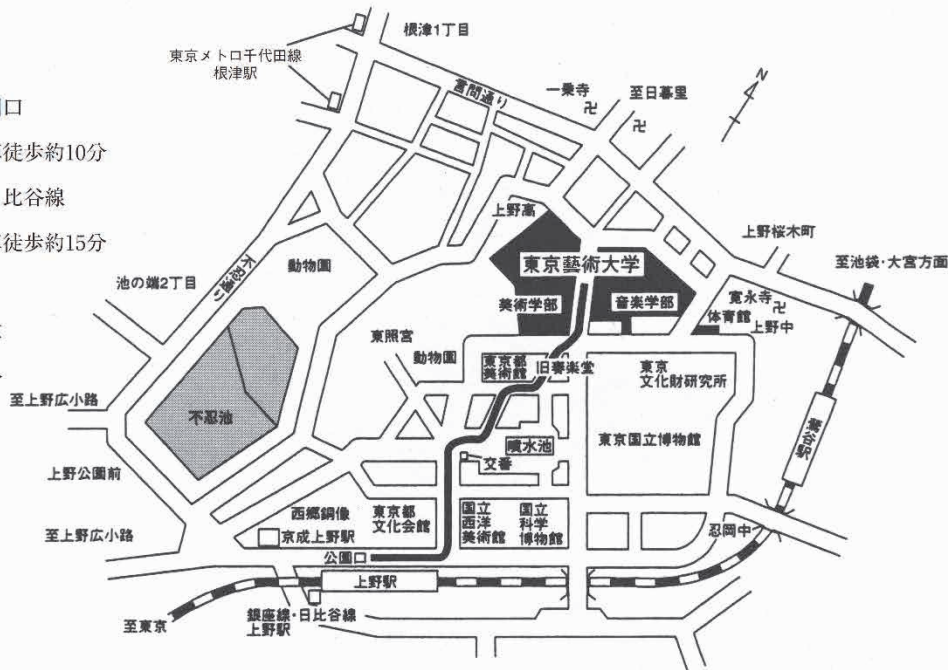 根津1丁目
東京メトロ千代田線
根津駅
言問通り
一乗寺
至日暮里
N
口
徒歩約10分
比谷線
徒歩約15分
上野高
上野桜木町
至池袋・大宮方面
東京藝術大学
美術学部
音楽学部
寛永寺
体育館
上野中
池の端2丁目
不忍通り
動物園
東照宮
動物園
東京都
美術館
旧奏楽堂
東京
文化財研究所
鶯谷駅
至上野広小路
不忍池
東京国立博物館
噴水池
交番
上野公園前
西郷銅像
東京都
文化会館
国立
西洋
美術館
国立
科学
博物館
忍岡中
至上野広小路
京成上野駅
公園口
上野駅
至東京
銀座線・日比谷線
上野駅